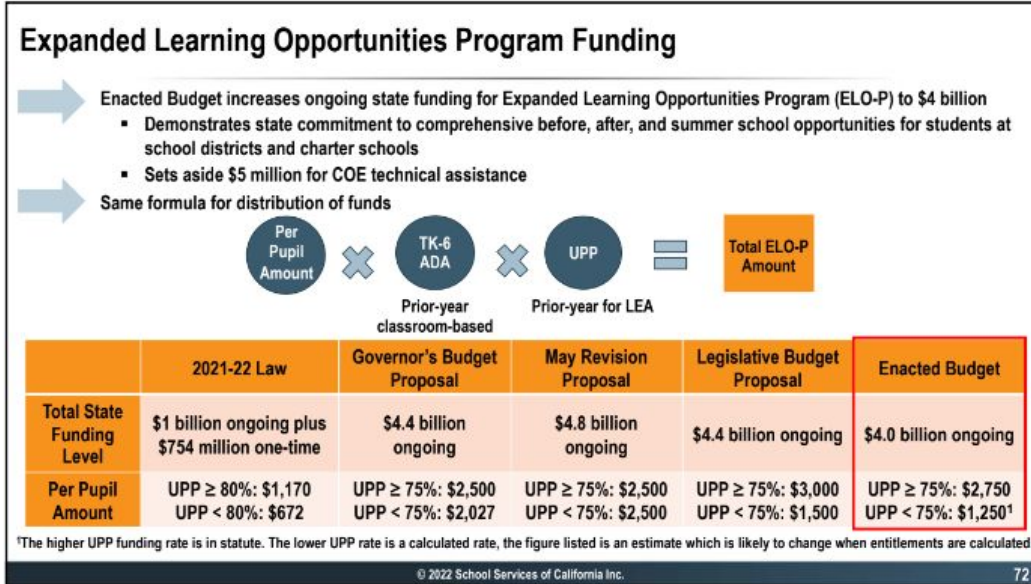 Expanded Learning Opportunities Program Funding
Enacted Budget increases ongoing state funding for Expanded Learning Opportunities Program (ELO-P) to $4 billion
▪ Demonstrates state commitment to comprehensive before, after, and summer school opportunities for students at
school districts and charter schools
▪ Sets aside $5 million for COE technical assistance
Same formula for distribution of funds
Per
Pupil
Amount
TK-6
ADA
UPP
Total ELO-P
Amount
Prior-year
classroom-based
Prior-year for LEA
2021-22 Law
Governor's Budget
Proposal
May Revision
Proposal
Legislative Budget
Proposal
Enacted Budget
Total State
Funding
Level
$1 billion ongoing plus
$754 million one-time
$4.4 billion
ongoing
$4.8 billion
ongoing
$4.4 billion ongoing
$4.0 billion ongoing
Per Pupil
Amount
UPP ≥ 80%: $1,170
UPP < 80%: $672
UPP ≥ 75%: $2,500
UPP < 75%: $2,027
UPP ≥ 75%: $2,500
UPP < 75%: $2,500
UPP ≥ 75%: $3,000
UPP < 75%: $1,500
UPP ≥ 75%: $2,750
UPP < 75%: $1,250¹
¹The higher UPP funding rate is in statute. The lower UPP rate is a calculated rate, the figure listed is an estimate which is likely to change when entitlements are calculated
© 2022 School Services of California Inc.
72